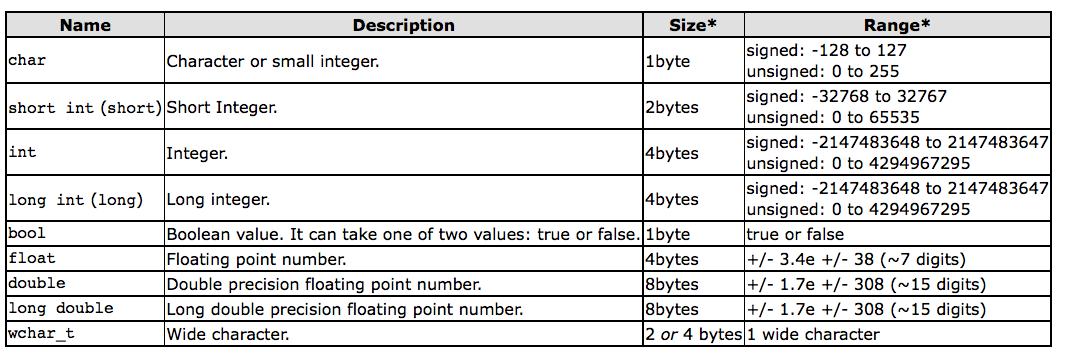 Name Description Size* Range*
char Character or small integer. 1byte signed: -128 to 127
unsigned: 0 to 255
short int (short) Short Integer. 2bytes signed: -32768 to 32767
unsigned: 0 to 65535
int Integer. 4bytes signed: -2147483648 to 2147483647
unsigned: 0 to 4294967295
long int (long) Long integer. 4bytes signed: -2147483648 to 2147483647
unsigned: 0 to 4294967295
bool Boolean value. It can take one of two values: true or false. 1byte true or false
float Floating point number. 4bytes +/- 3.4e +/- 38 (~7 digits)
double Double precision floating point number. 8bytes +/- 1.7e +/- 308 (~15 digits)
long double Long double precision floating point number. 8bytes +/- 1.7e +/- 308 (~15 digits)
wchar_t Wide character. 2 or 4 bytes 1 wide character